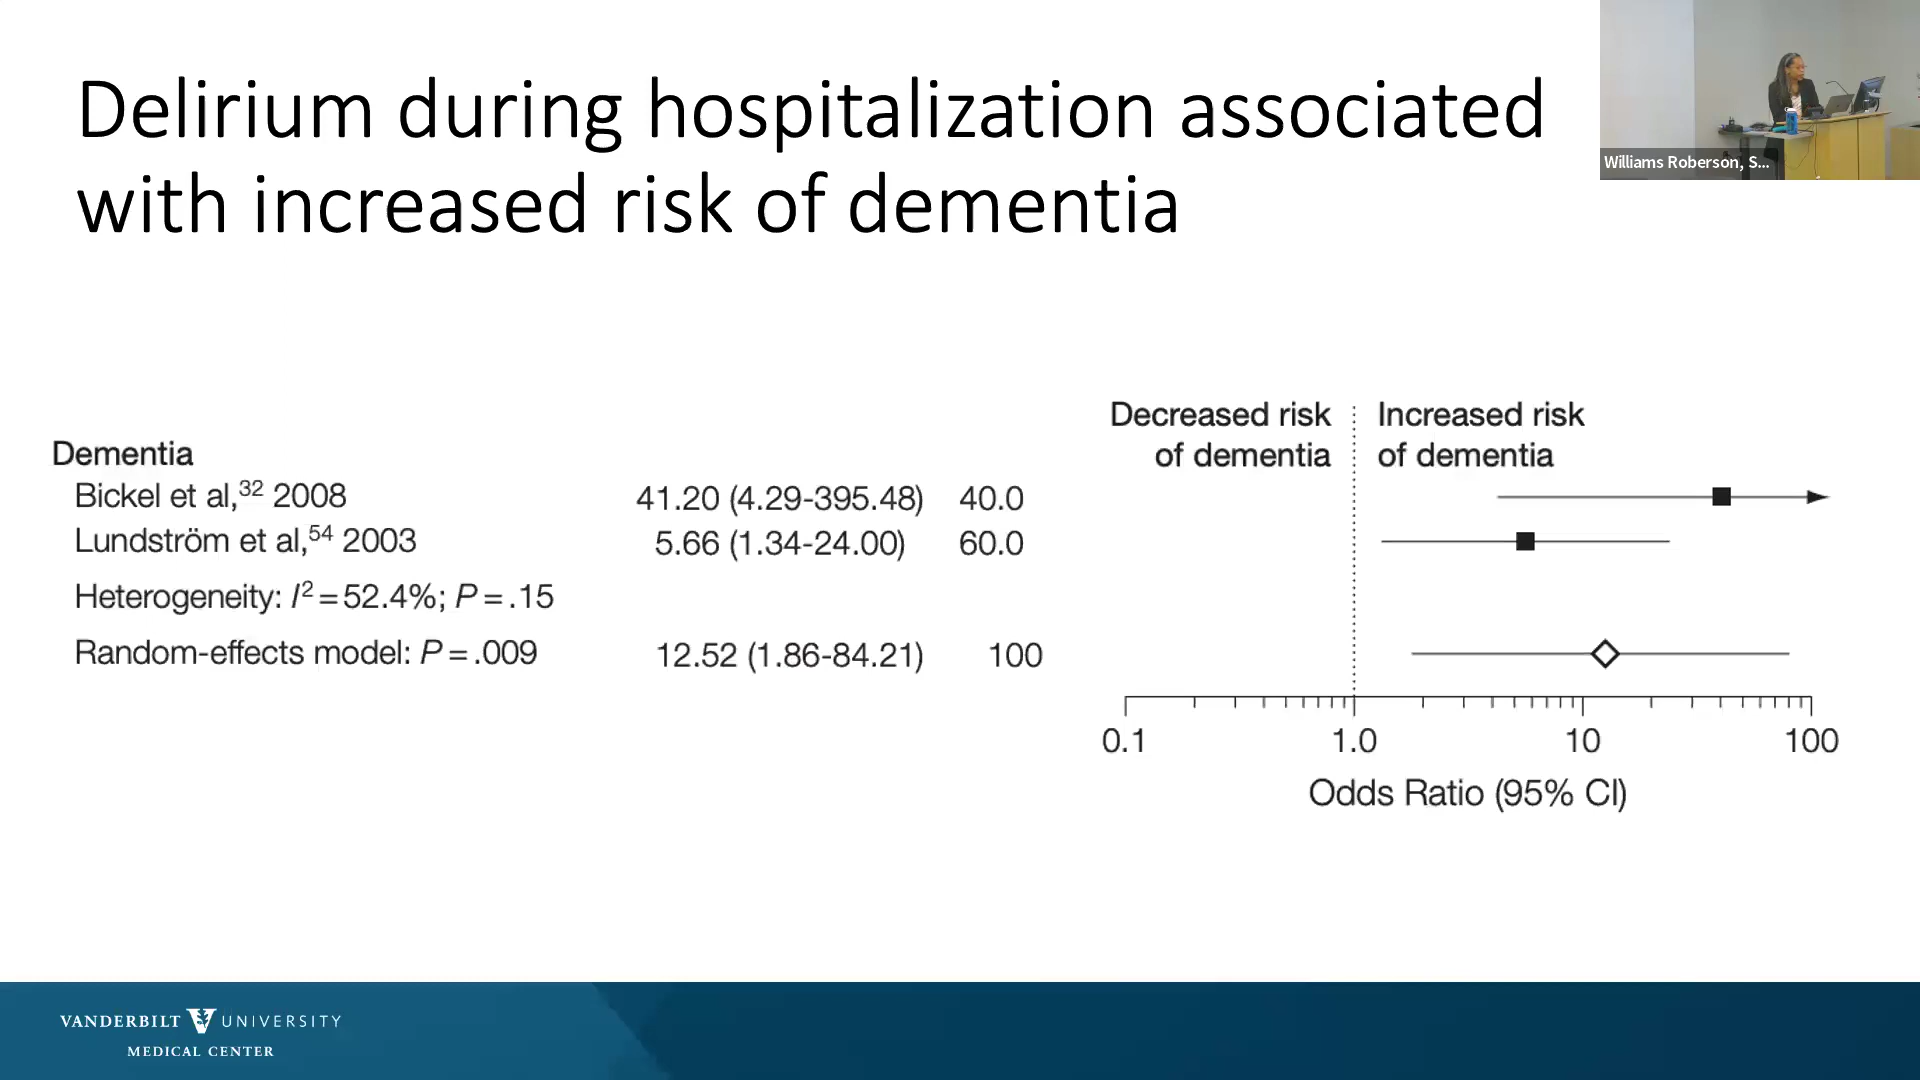 Delirium during hospitalization associated
with increased risk of dementia
Williams Roberson, S...
Decreased risk
of dementia
Increased risk
of dementia
Dementia
Bickel et al,32 2008 41.20 (4.29-395.48) 40.0
Lundström et al,54 2003 5.66 (1.34-24.00) 60.0
Heterogeneity: I2=52.4%; P=.15
Random-effects model: P=.009 12.52 (1.86-84.21) 100
0.1 1.0 10 100
Odds Ratio (95% CI)
VANDERBILT V UNIVERSITY
MEDICAL CENTER